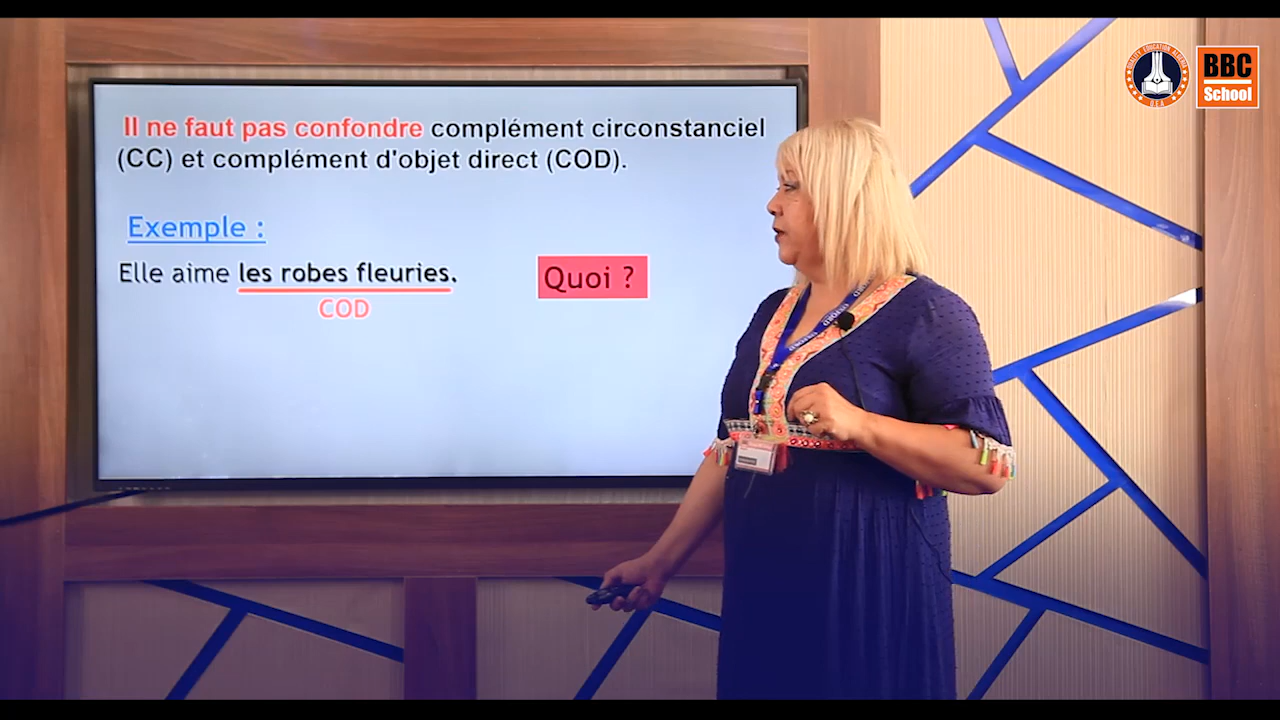 Il ne faut pas confondre complément circonstanciel
(CC) et complément d'objet direct (COD).
Exemple :
Elle aime les robes fleuries.
COD
Quoi ?
BBC
School
OXFORD